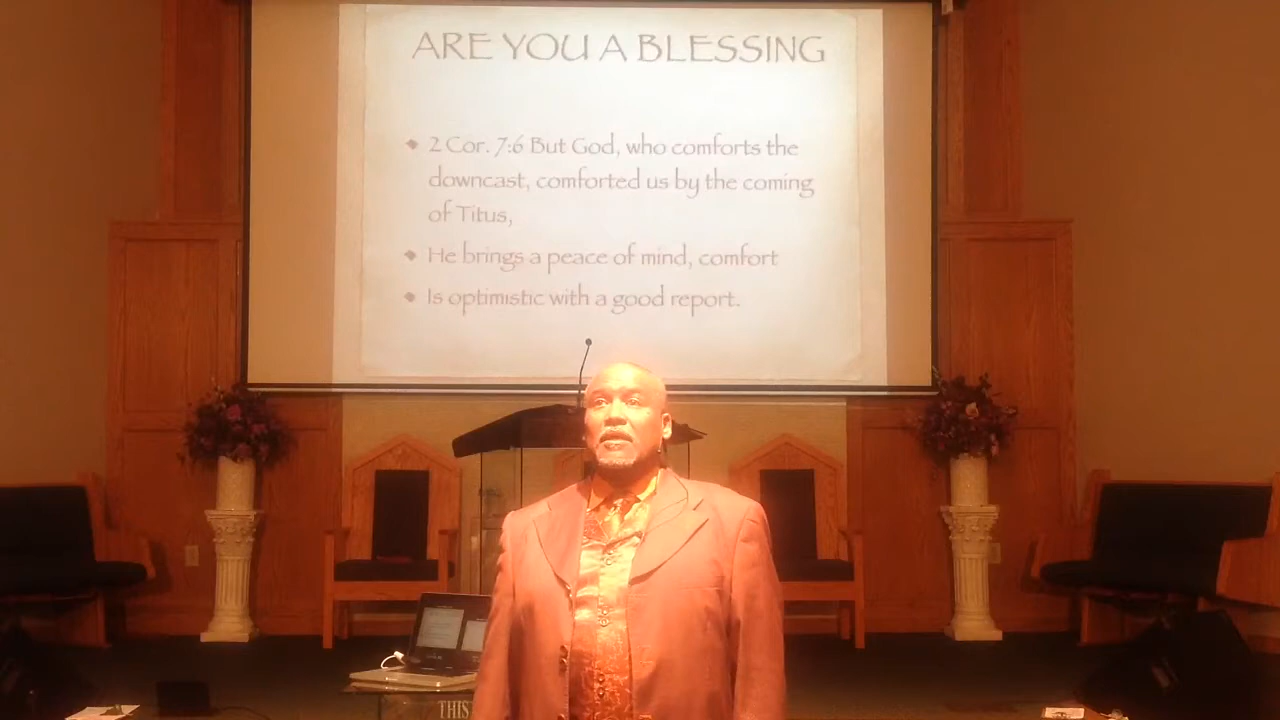 ARE YOU A BLESSING
2 Cor. 7:6 But God, who comforts the
downcast, comforted us by the coming
of Titus,
He brings a peace of mind, comfort
Is optimistic with a good report.
THIS